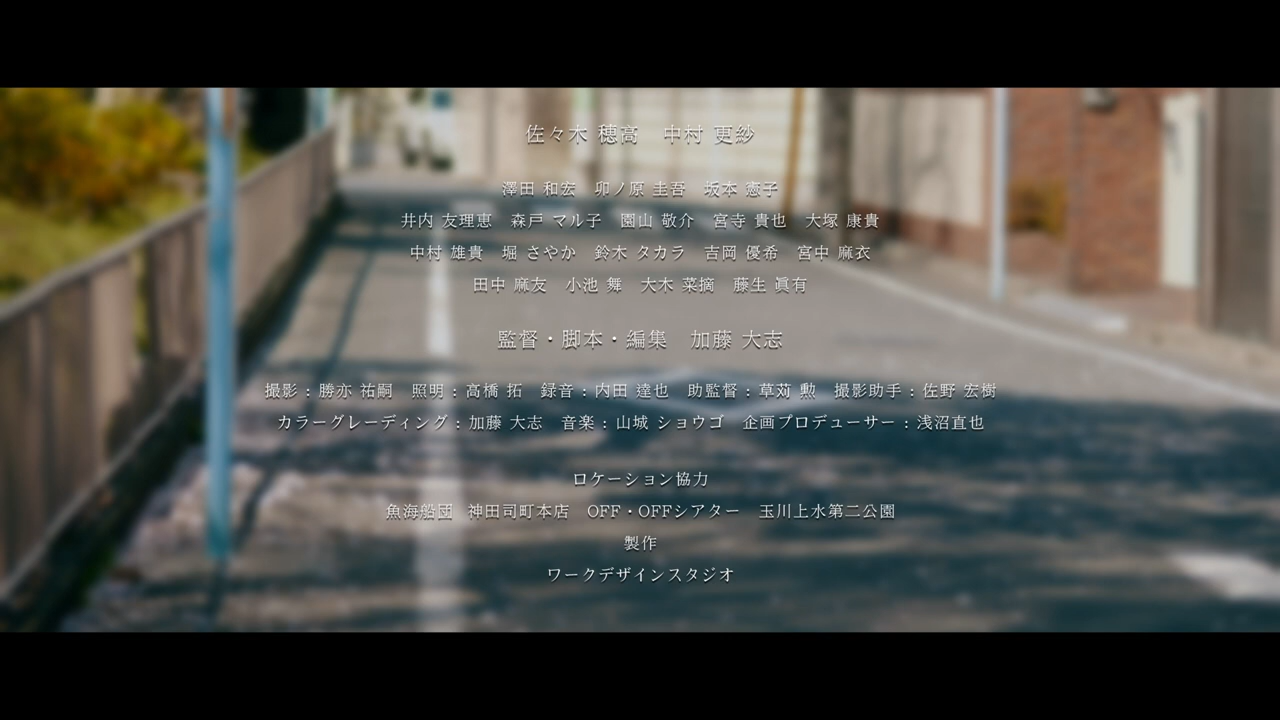 佐々木 穂高　中村 更紗
澤田 和宏　卯ノ原 圭吾　坂本 憲子
井内 友理恵　森戸 マル子　園山 敬介　宮寺 貴也　大塚 康貴
中村 雄貴　堀 さやか　鈴木 タカラ　吉岡 優希　宮中 麻衣
田中 麻友　小池 舞　大木 菜摘　藤生 眞有
監督・脚本・編集　加藤 大志
撮影：勝亦 祐嗣　照明：高橋 拓　録音：内田 達也　助監督：草苅 勲　撮影助手：佐野 宏樹
カラーグレーディング：加藤 大志　音楽：山城 ショウゴ　企画プロデューサー：浅沼直也
ロケーション協力
魚海船団　神田司町本店　OFF・OFFシアター　玉川上水第二公園
製作
ワークデザインスタジオ